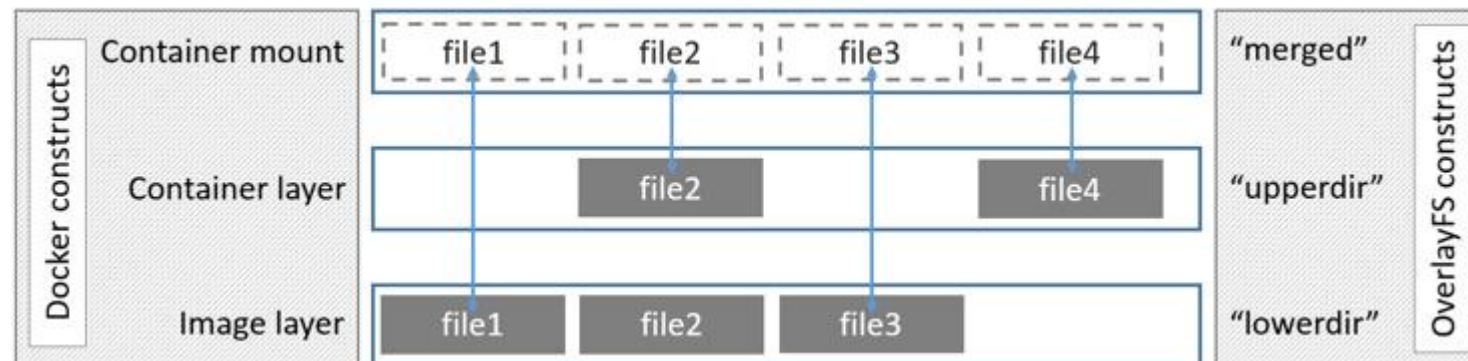 Docker constructs
Container mount
file1
file2
file3
file4
“merged”
Container layer
file2
file4
“upperdir”
Image layer
file1
file2
file3
“lowerdir”
OverlayFS constructs